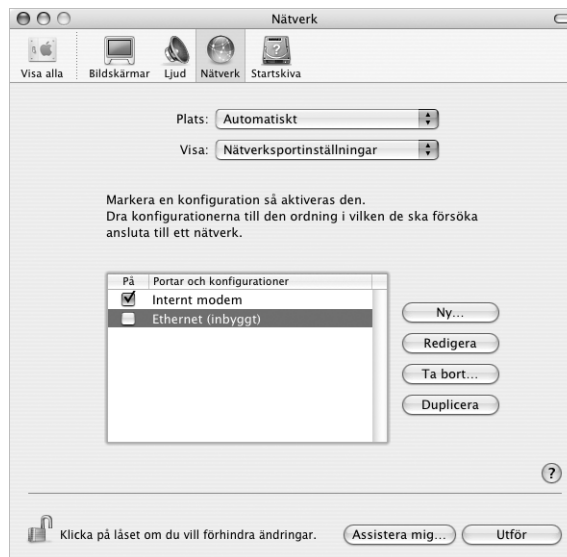 Nätverk
Visa alla
Bildskärmar
Ljud
Nätverk
Startskiva
Plats: Automatiskt
Visa: Nätverksportinställningar
Markera en konfiguration så aktiveras den.
Dra konfigurationerna till den ordning i vilken de ska försöka
ansluta till ett nätverk.
På Portar och konfigurationer
Internt modem
Ethernet (inbyggt)
Ny...
Redigera
Ta bort...
Duplicera
?
Klicka på låset om du vill förhindra ändringar.
Assistera mig... Utför